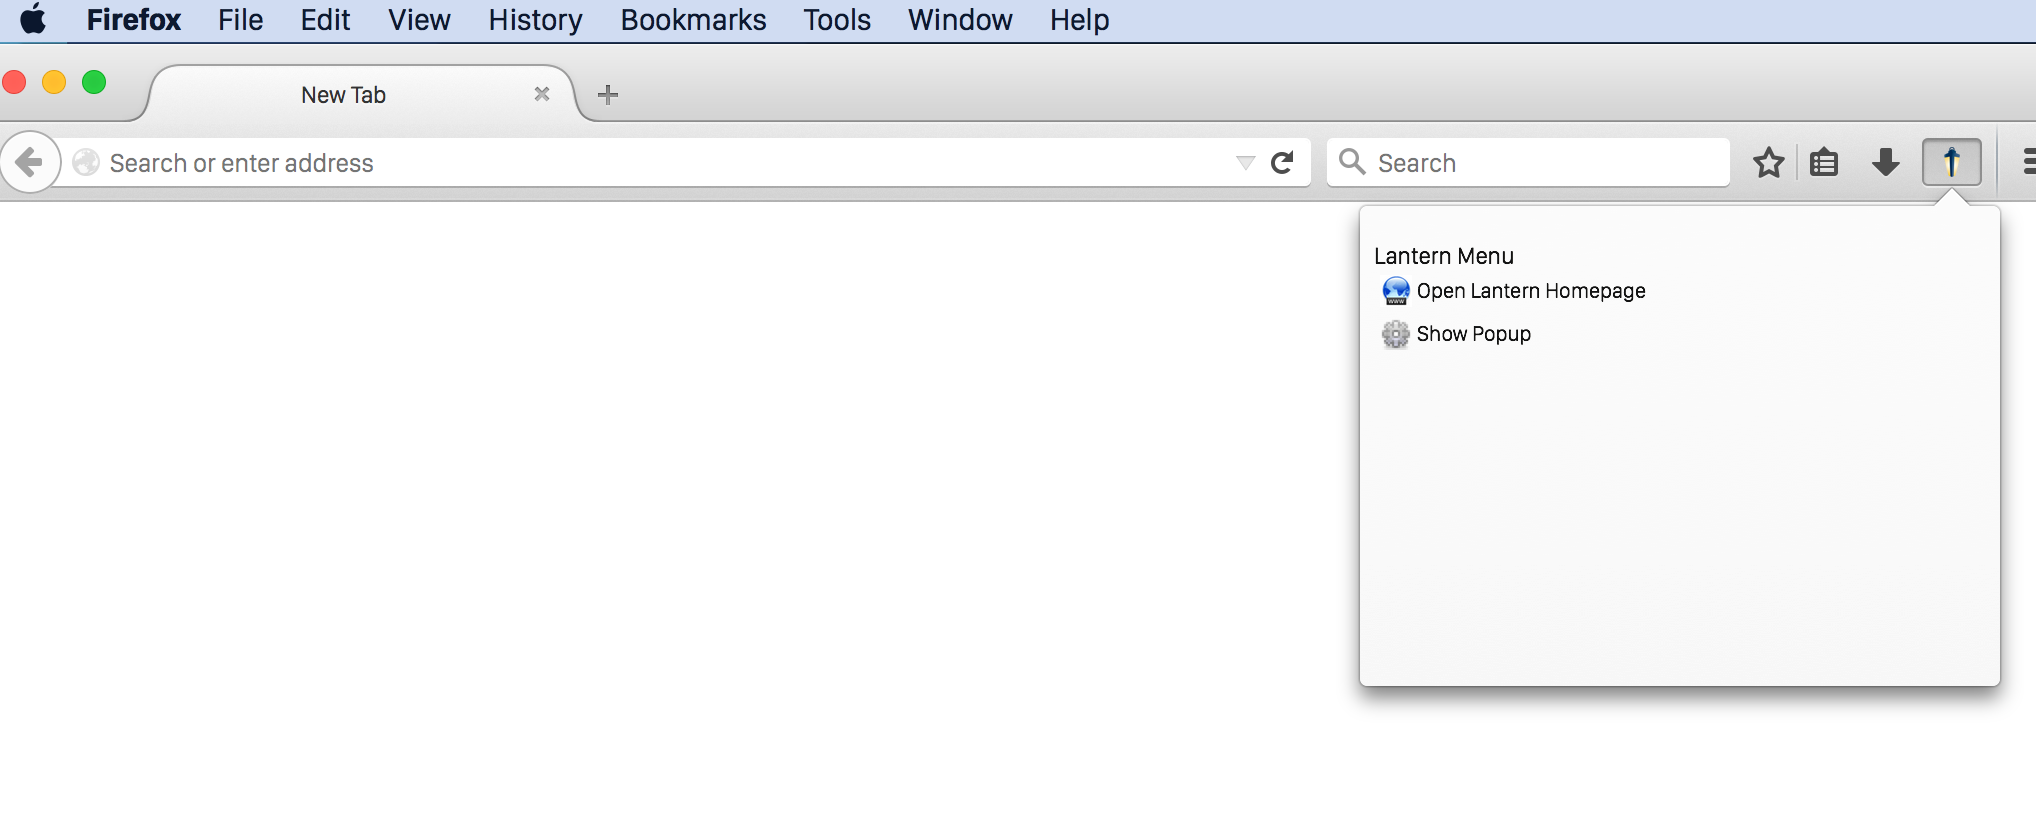 Firefox File Edit View History Bookmarks Tools Window Help
New Tab
Search or enter address
Search
Lantern Menu
WWW
Open Lantern Homepage
Show Popup